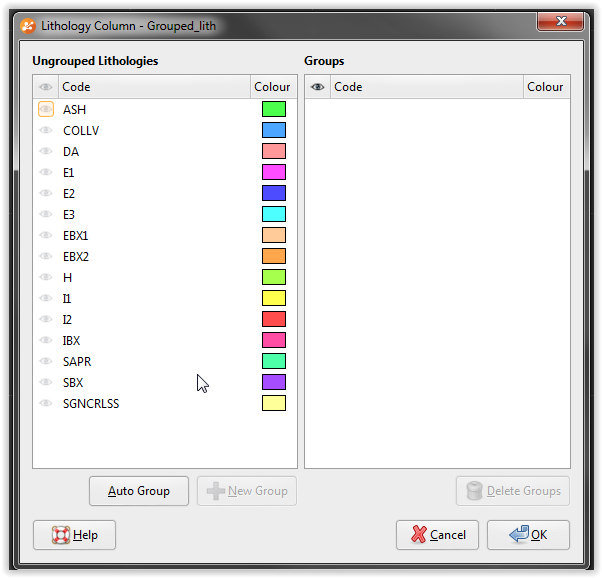 Lithology Column - Grouped_lith
Ungrouped Lithologies
Groups
Code Colour
Code Colour
ASH
COLLV
DA
E1
E2
E3
EBX1
EBX2
H
I1
I2
IBX
SAPR
SBX
SGNCRLSS
Auto Group
New Group
Delete Groups
Help
Cancel
OK